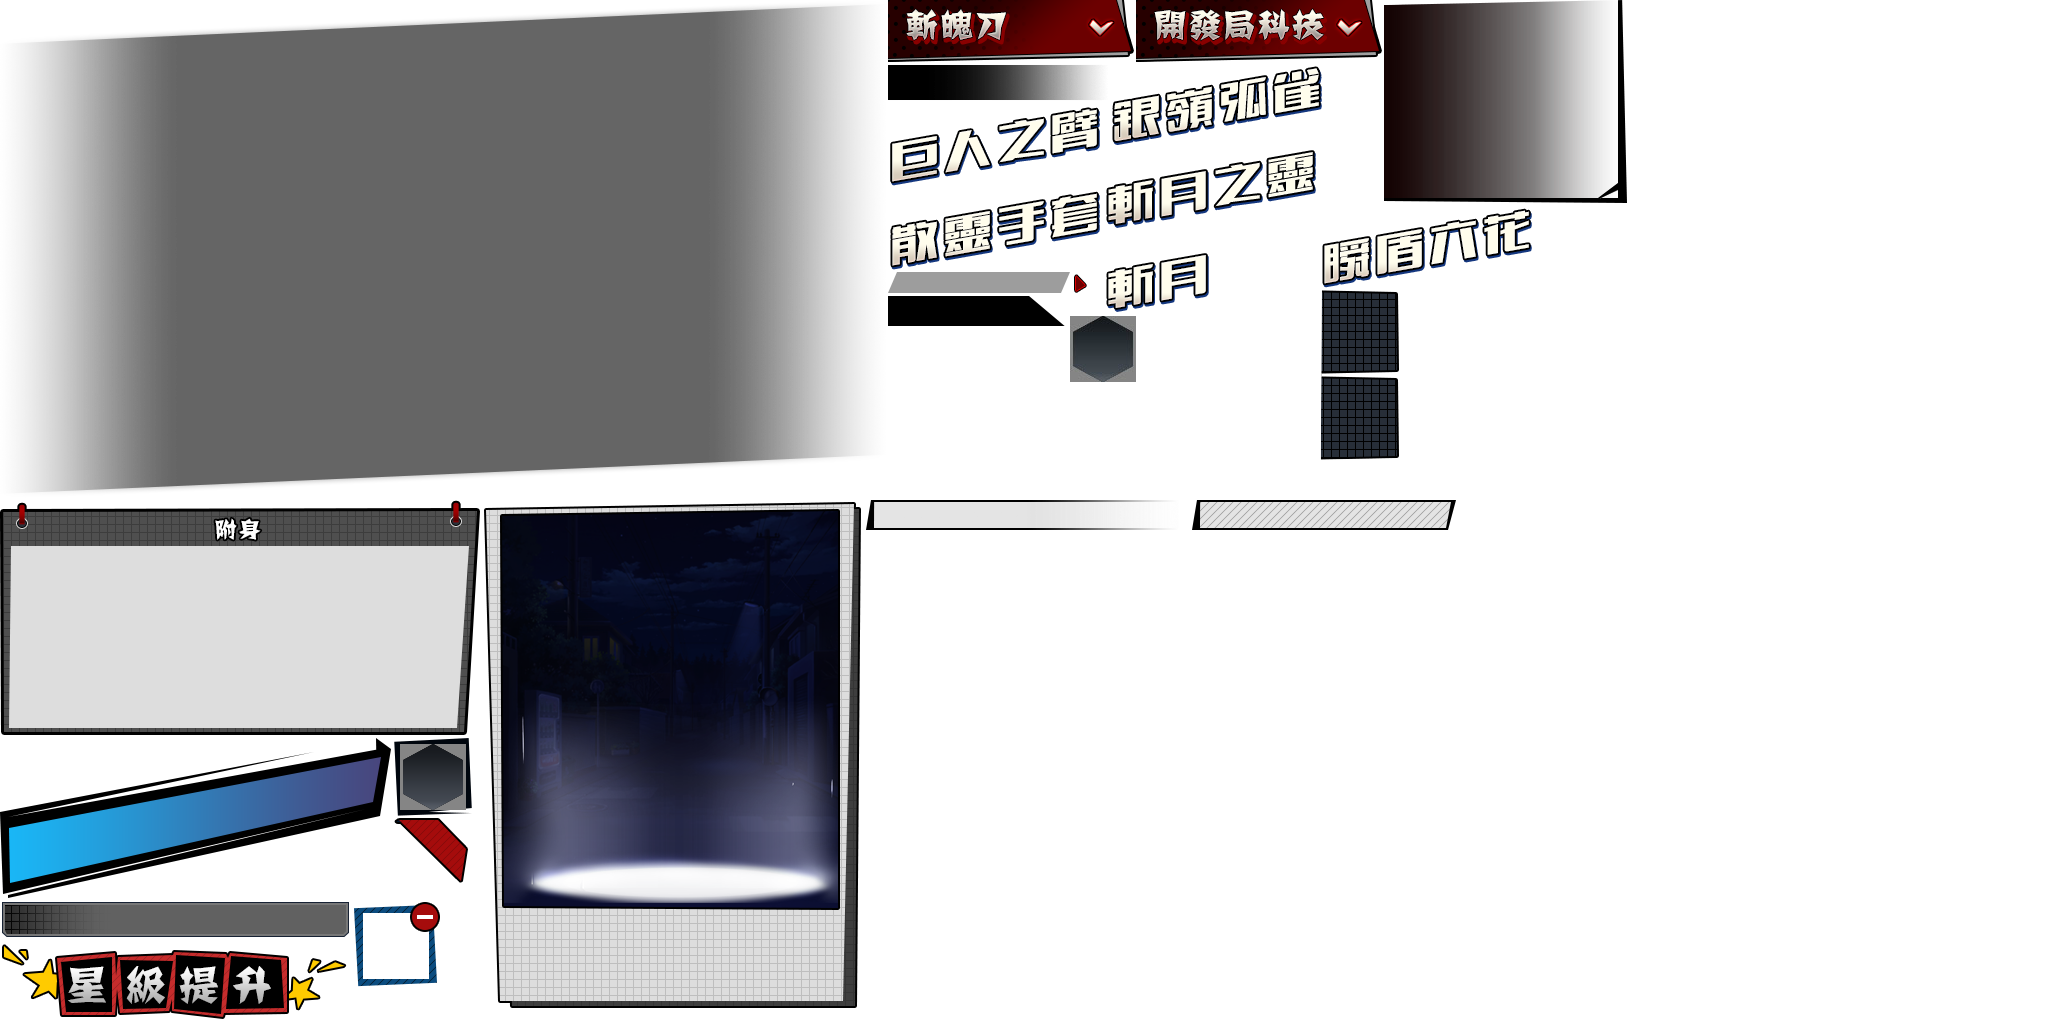 斬魄刀
開發局科技
巨人之臂
銀嶺弧雀
散靈手套
斬月之靈
斬月
瞬盾六花
附身
星級提升